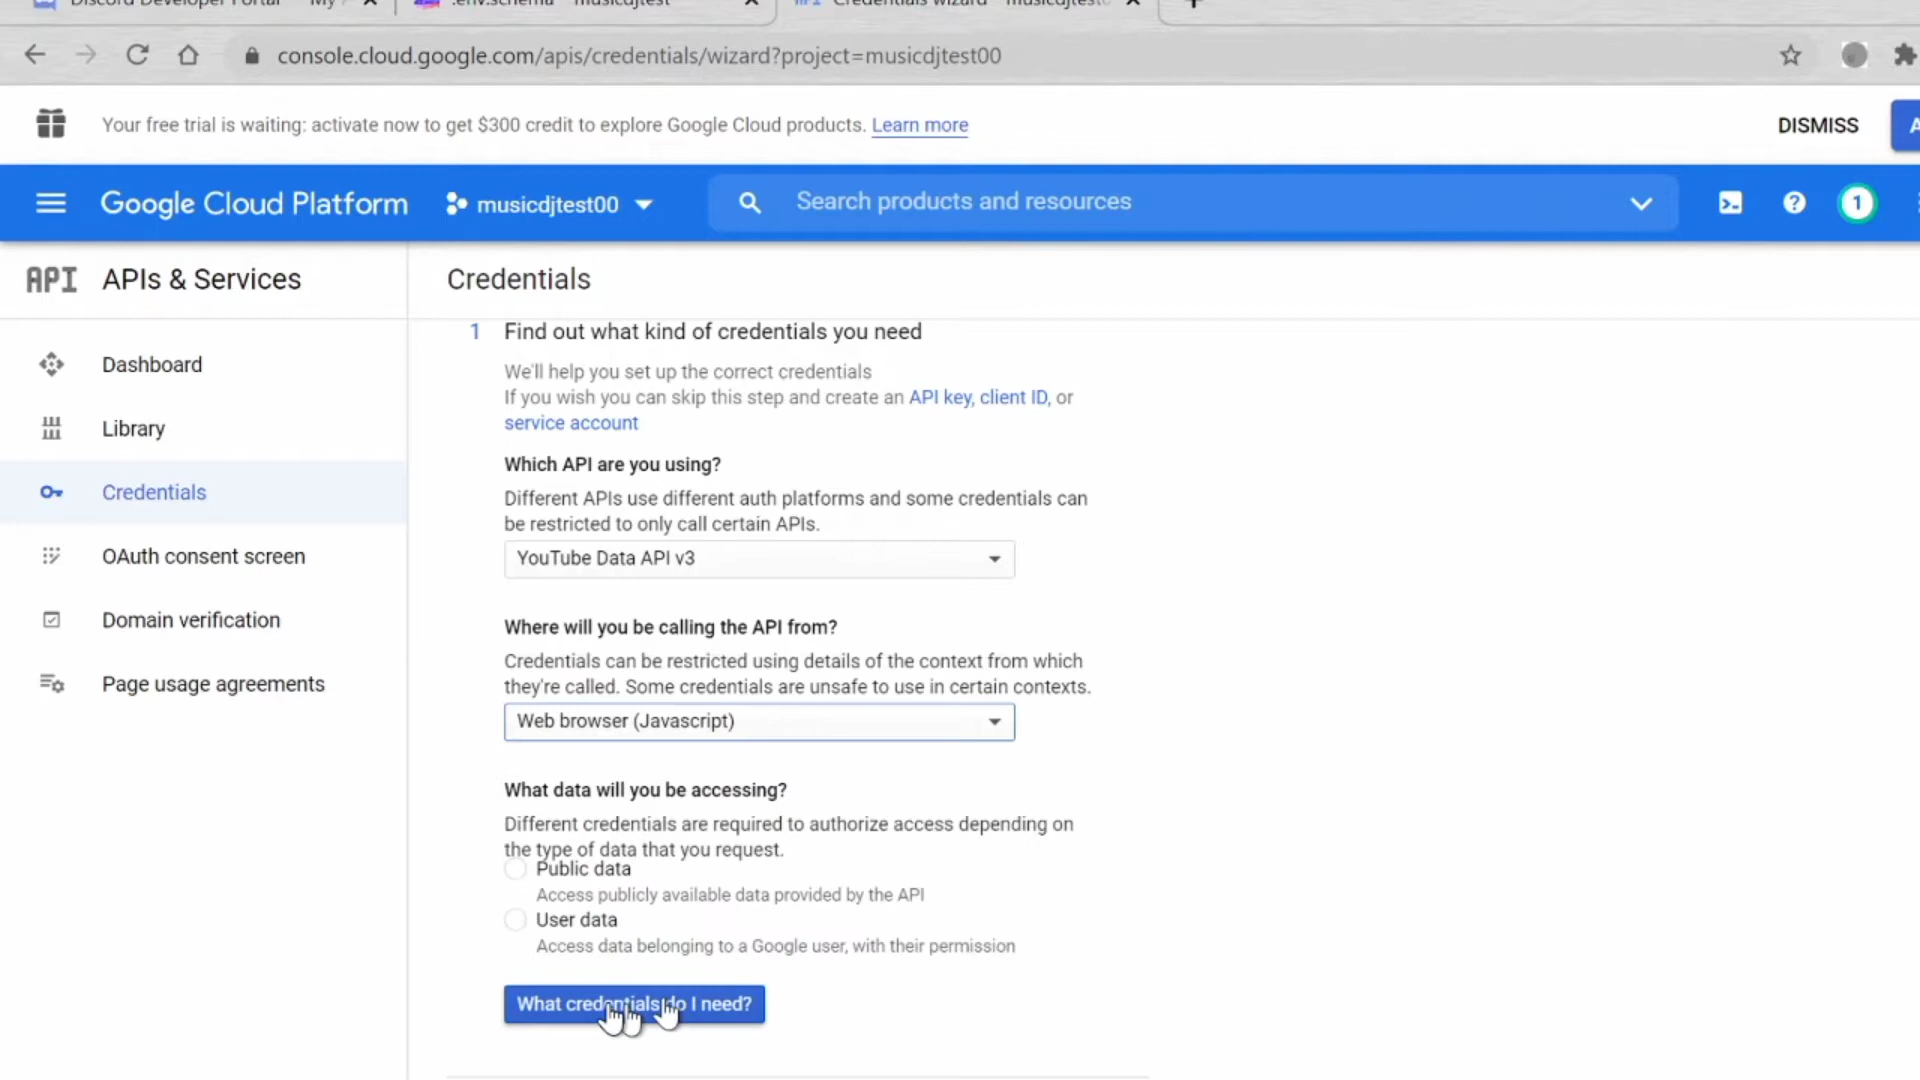 Discord Developer Portal
.env.schema musicdjtest
Credentials wizard musicdjtest
console.cloud.google.com/apis/credentials/wizard?project=musicdjtest00
Your free trial is waiting: activate now to get $300 credit to explore Google Cloud products. Learn more
DISMISS
Google Cloud Platform
musicdjtest00
Search products and resources
1
API APIs & Services
Credentials
Dashboard
Library
Credentials
OAuth consent screen
Domain verification
Page usage agreements
1 Find out what kind of credentials you need
We'll help you set up the correct credentials
If you wish you can skip this step and create an API key, client ID, or
service account
Which API are you using?
Different APIs use different auth platforms and some credentials can
be restricted to only call certain APIs.
YouTube Data API v3
Where will you be calling the API from?
Credentials can be restricted using details of the context from which
they're called. Some credentials are unsafe to use in certain contexts.
Web browser (Javascript)
What data will you be accessing?
Different credentials are required to authorize access depending on
the type of data that you request.
Public data
Access publicly available data provided by the API
User data
Access data belonging to a Google user, with their permission
What credentials do I need?